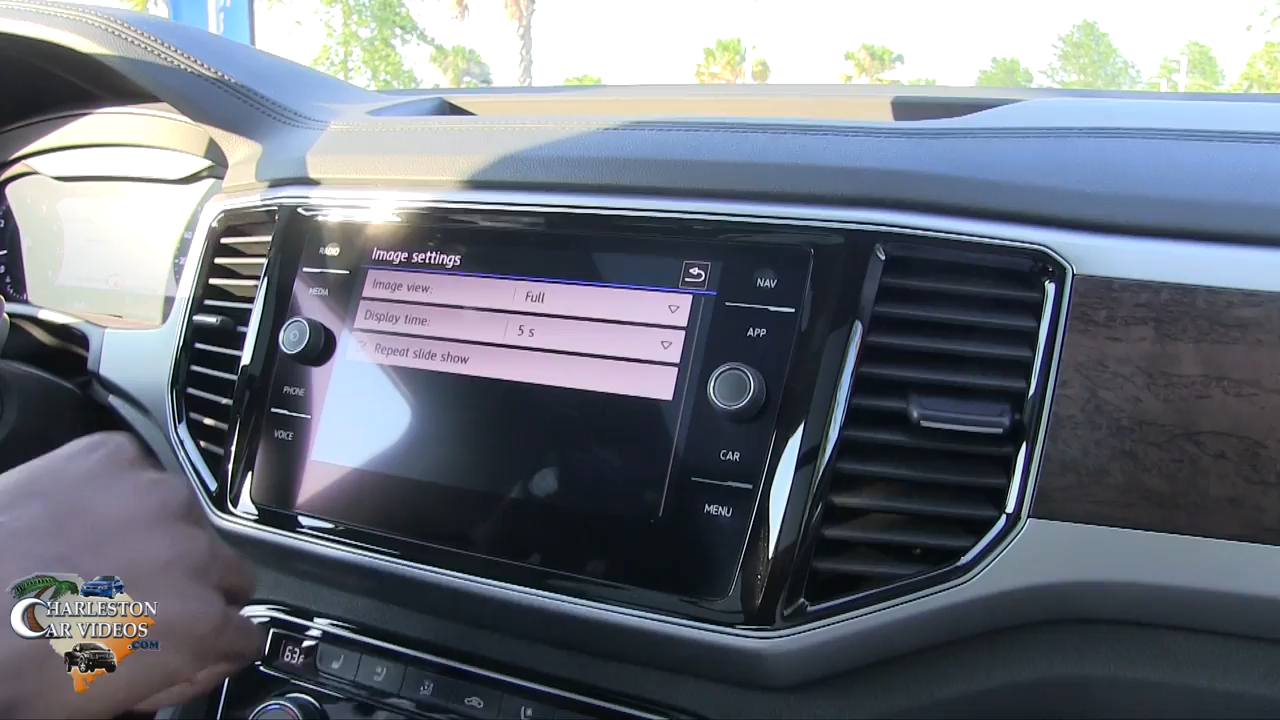 RADIO
MEDIA
PHONE
VOICE
Image settings
Image view: Full
Display time: 5 s
Repeat slide show
NAV
APP
CAR
MENU
63F
CHARLESTON
CAR VIDEOS
.COM